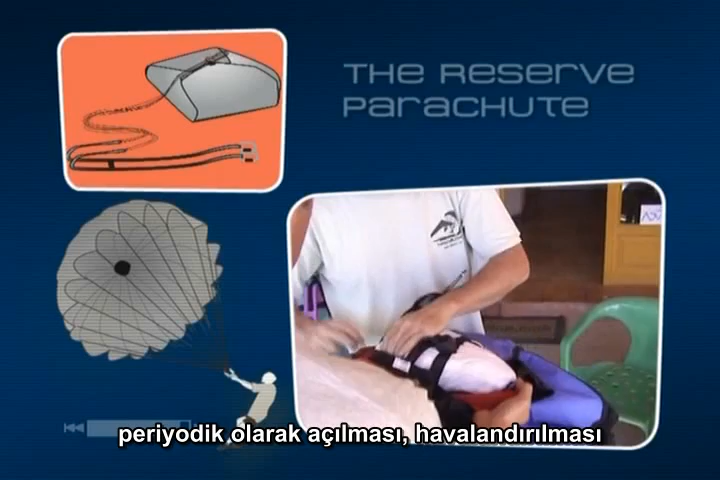 THE RESERVE
PARACHUTE
periyodik olarak açılması, havalandırılması